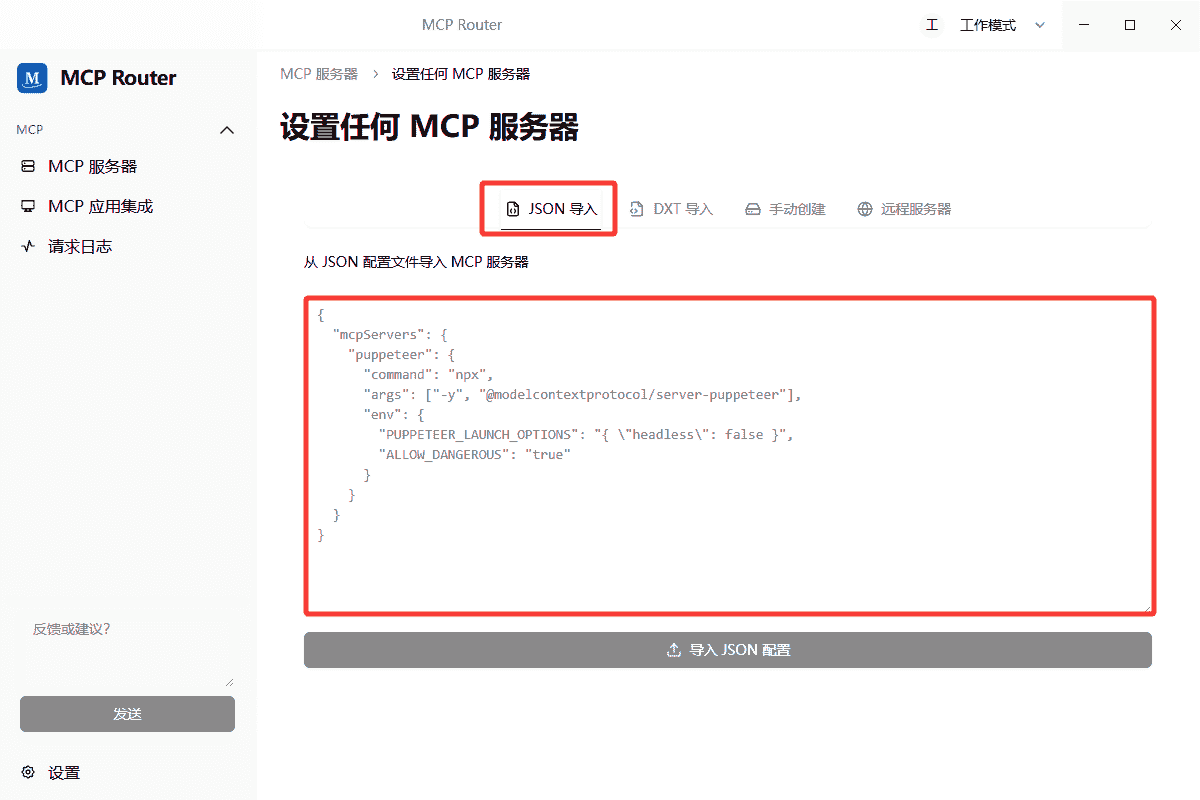 MCP Router
工 工作模式
M MCP Router
MCP
MCP 服务器
MCP 应用集成
请求日志
反馈或建议?
发送
设置
MCP 服务器 > 设置任何 MCP 服务器
设置任何 MCP 服务器
JSON 导入 DXT 导入 手动创建 远程服务器
从 JSON 配置文件导入 MCP 服务器
{
  "mcpServers": {
    "puppeteer": {
      "command": "npx",
      "args": ["-y", "@modelcontextprotocol/server-puppeteer"],
      "env": {
        "PUPPETEER_LAUNCH_OPTIONS": "{ \"headless\": false }",
        "ALLOW_DANGEROUS": "true"
      }
    }
  }
}
导入 JSON 配置